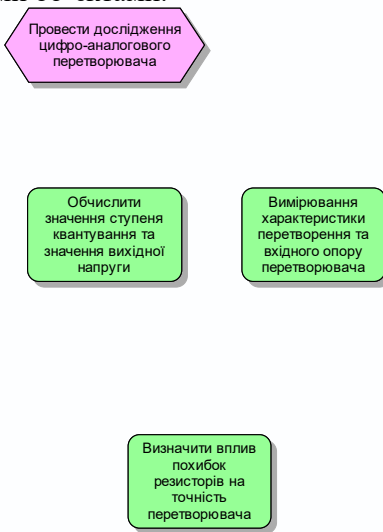 Провести дослідження
цифро-аналогового
перетворювача
Обчислити
значення ступеня
квантування та
значення вихідної
напруги
Вимірювання
характеристики
перетворення та
вхідного опору
перетворювача
Визначити вплив
похибок
резисторів на
точність
перетворювача